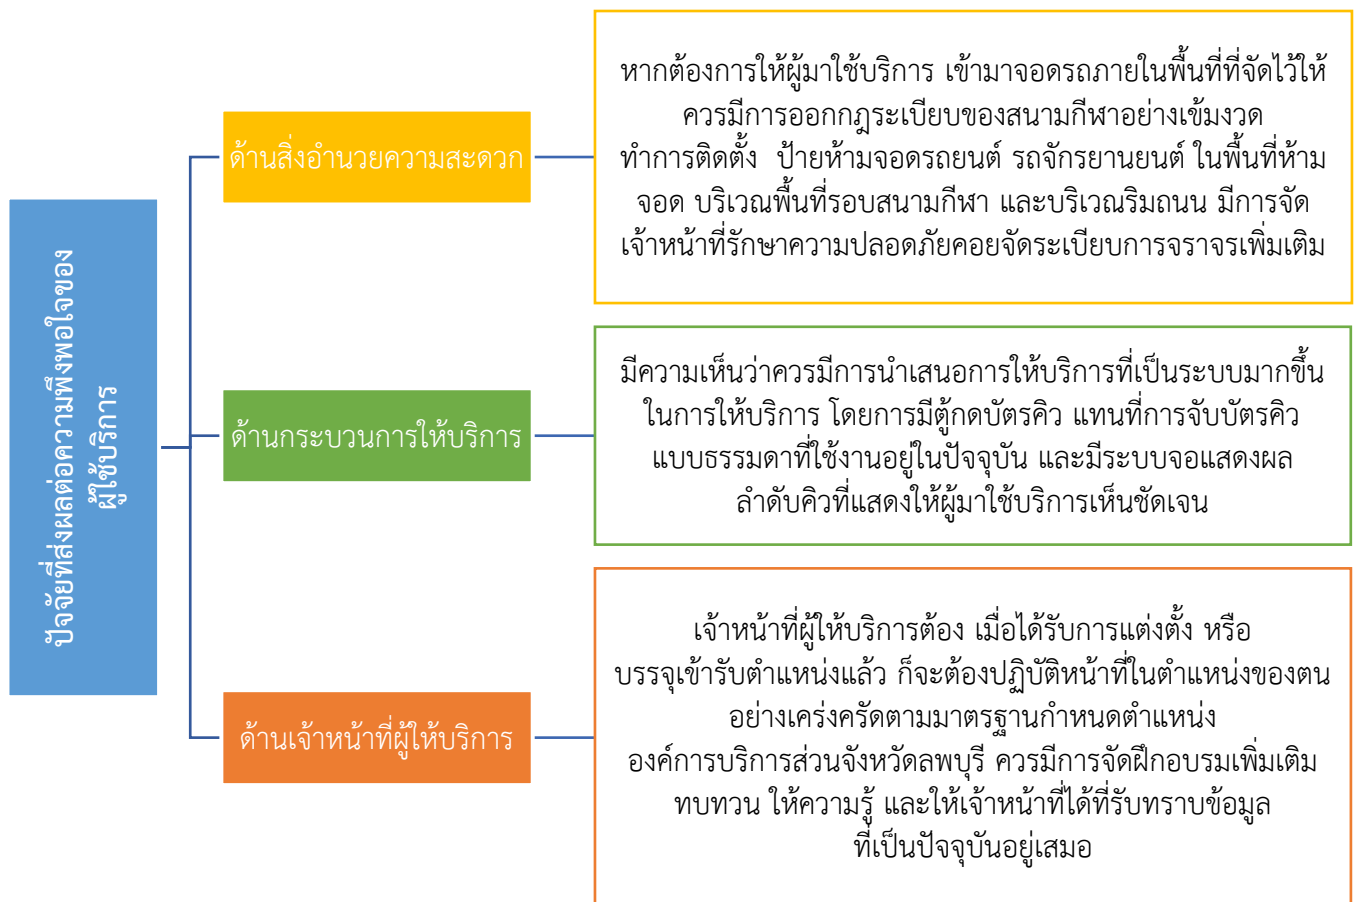 ปัจจัยที่ส่งผลต่อความพึงพอใจของ
ผู้ใช้บริการ
ด้านสิ่งอำนวยความสะดวก
หากต้องการให้ผู้มาใช้บริการ เข้ามาจอดรถภายในพื้นที่ที่จัดไว้ให้
ควรมีการออกกฎระเบียบของสนามกีฬาอย่างเข้มงวด
ทำการติดตั้ง ป้ายห้ามจอดรถยนต์ รถจักรยานยนต์ ในพื้นที่ห้าม
จอด บริเวณพื้นที่รอบสนามกีฬา และบริเวณริมถนน มีการจัด
เจ้าหน้าที่รักษาความปลอดภัยคอยจัดระเบียบการจราจรเพิ่มเติม
ด้านกระบวนการให้บริการ
มีความเห็นว่าควรมีการนำเสนอการให้บริการที่เป็นระบบมากขึ้น
ในการให้บริการ โดยการมีตู้กดบัตรคิว แทนที่การจับบัตรคิว
แบบธรรมดาที่ใช้งานอยู่ในปัจจุบัน และมีระบบจอแสดงผล
ลำดับคิวที่แสดงให้ผู้มาใช้บริการเห็นชัดเจน
ด้านเจ้าหน้าที่ผู้ให้บริการ
เจ้าหน้าที่ผู้ให้บริการต้อง เมื่อได้รับการแต่งตั้ง หรือ
บรรจุเข้ารับตำแหน่งแล้ว ก็จะต้องปฏิบัติหน้าที่ในตำแหน่งของตน
อย่างเคร่งครัดตามมาตรฐานกำหนดตำแหน่ง
องค์การบริการส่วนจังหวัดลพบุรี ควรมีการจัดฝึกอบรมเพิ่มเติม
ทบทวน ให้ความรู้ และให้เจ้าหน้าที่ได้ที่รับทราบข้อมูล
ที่เป็นปัจจุบันอยู่เสมอ